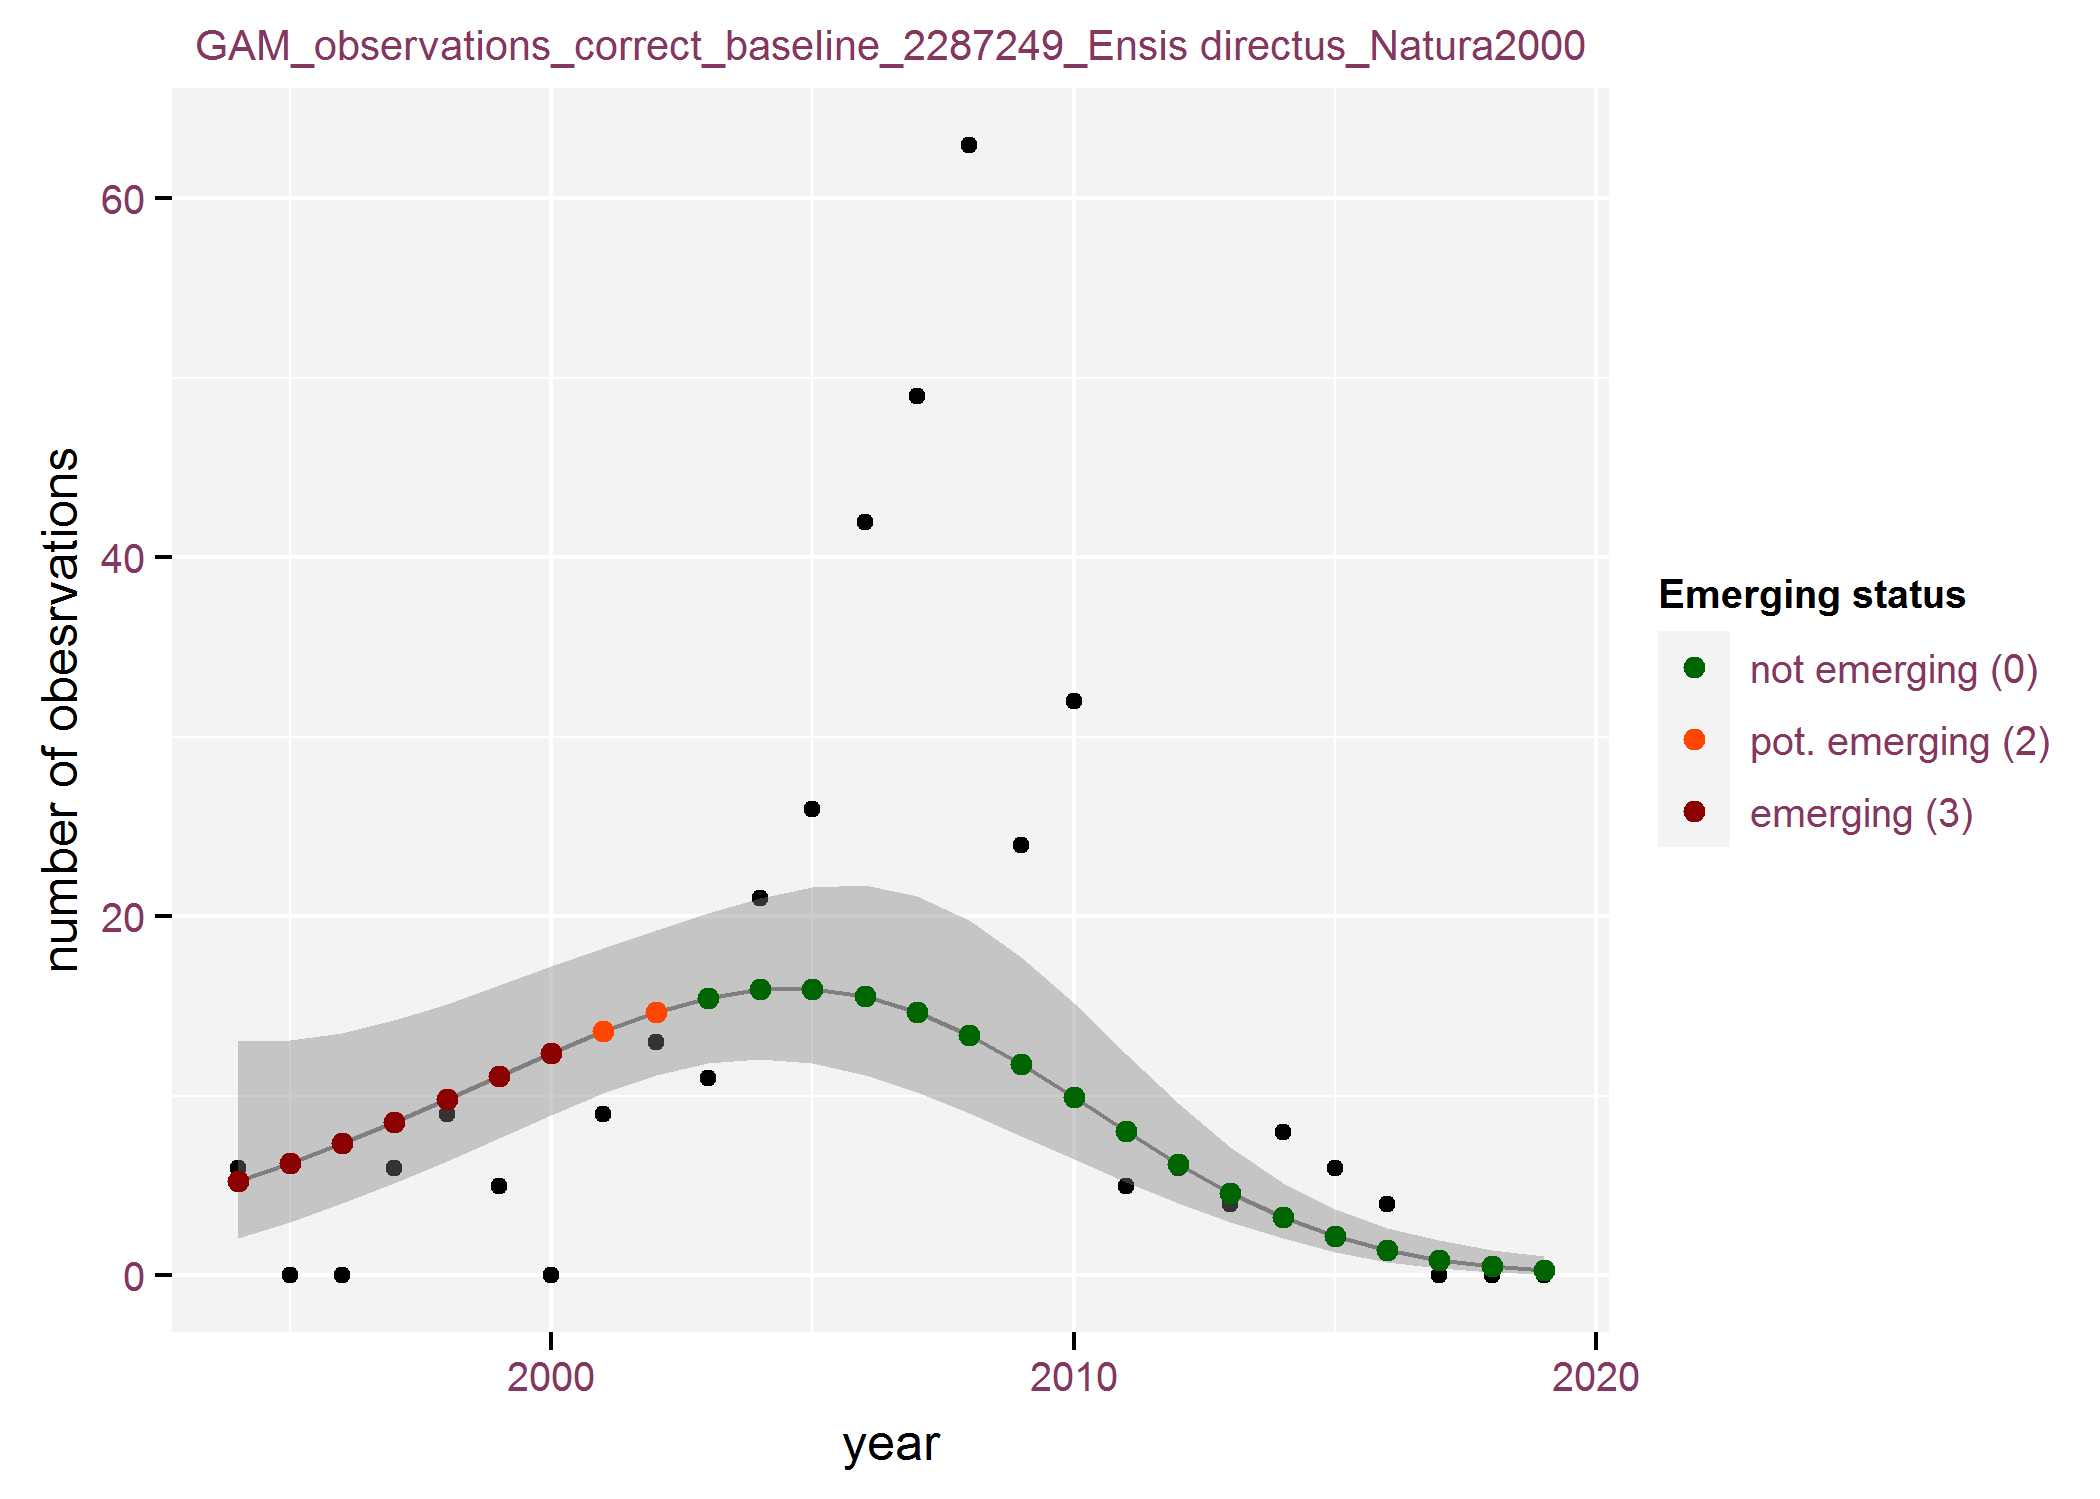 GAM_observations_correct_baseline_2287249_Ensis directus_Natura2000
60
40
20
0
number of obesrvations
2000
2010
2020
year
Emerging status
not emerging (0)
pot. emerging (2)
emerging (3)